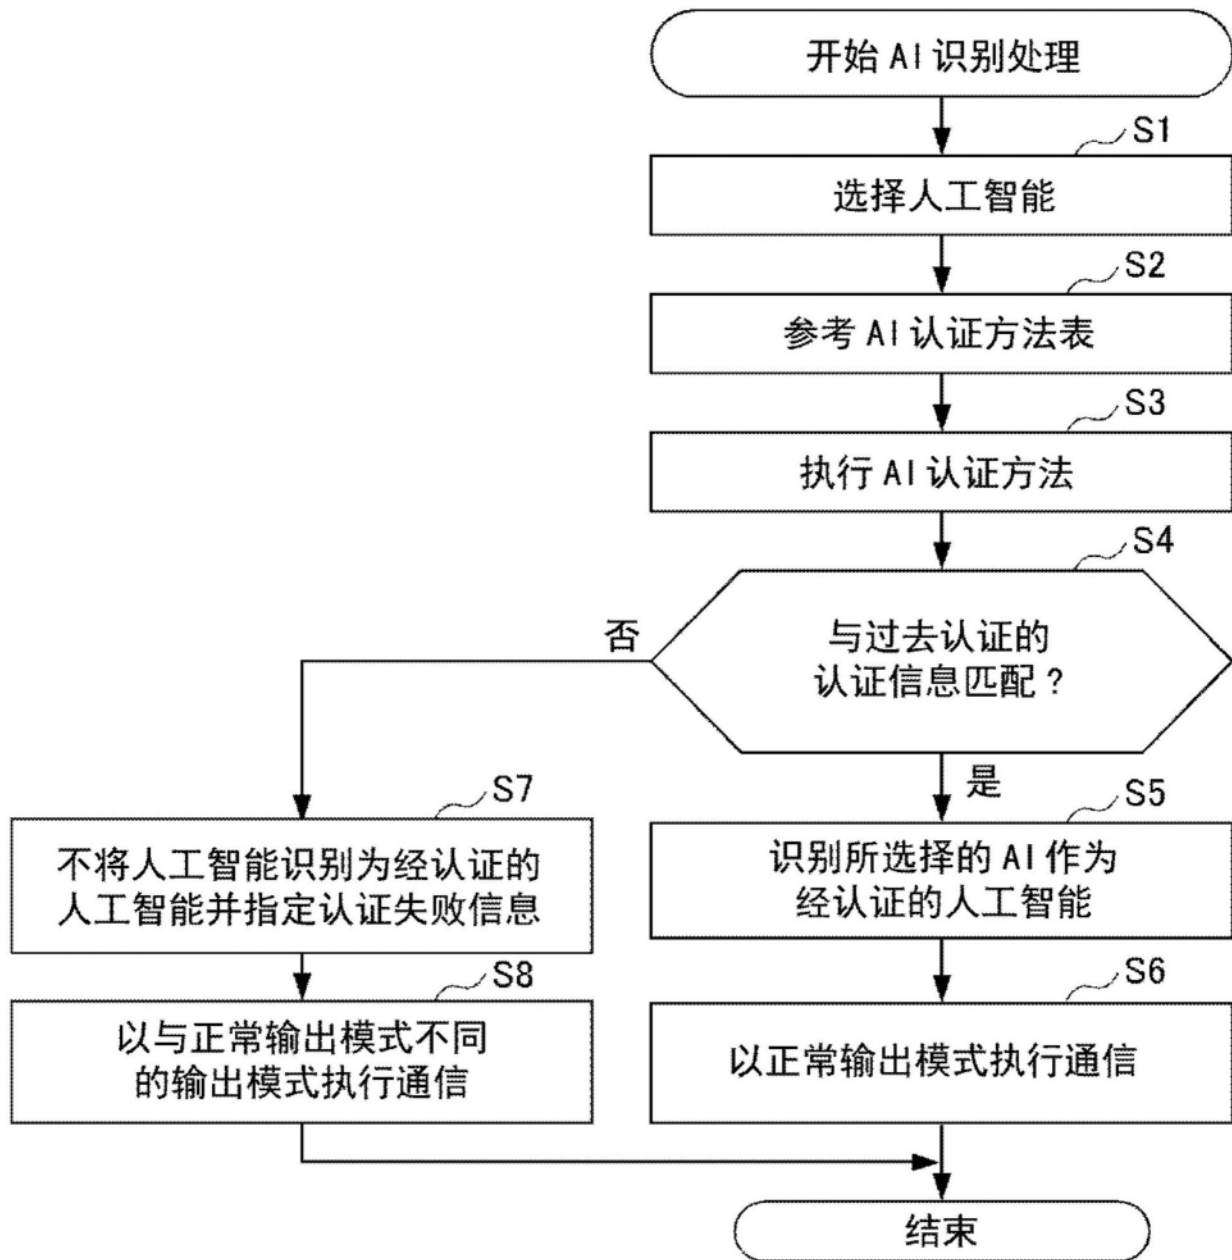 开始 AI 识别处理
S1
选择人工智能
S2
参考 AI 认证方法表
S3
执行 AI 认证方法
S4
与过去认证的
认证信息匹配?
否
是
S5
识别所选择的 AI 作为
经认证的人工智能
S6
以正常输出模式执行通信
S7
不将人工智能识别为经认证的
人工智能并指定认证失败信息
S8
以与正常输出模式不同
的输出模式执行通信
结束